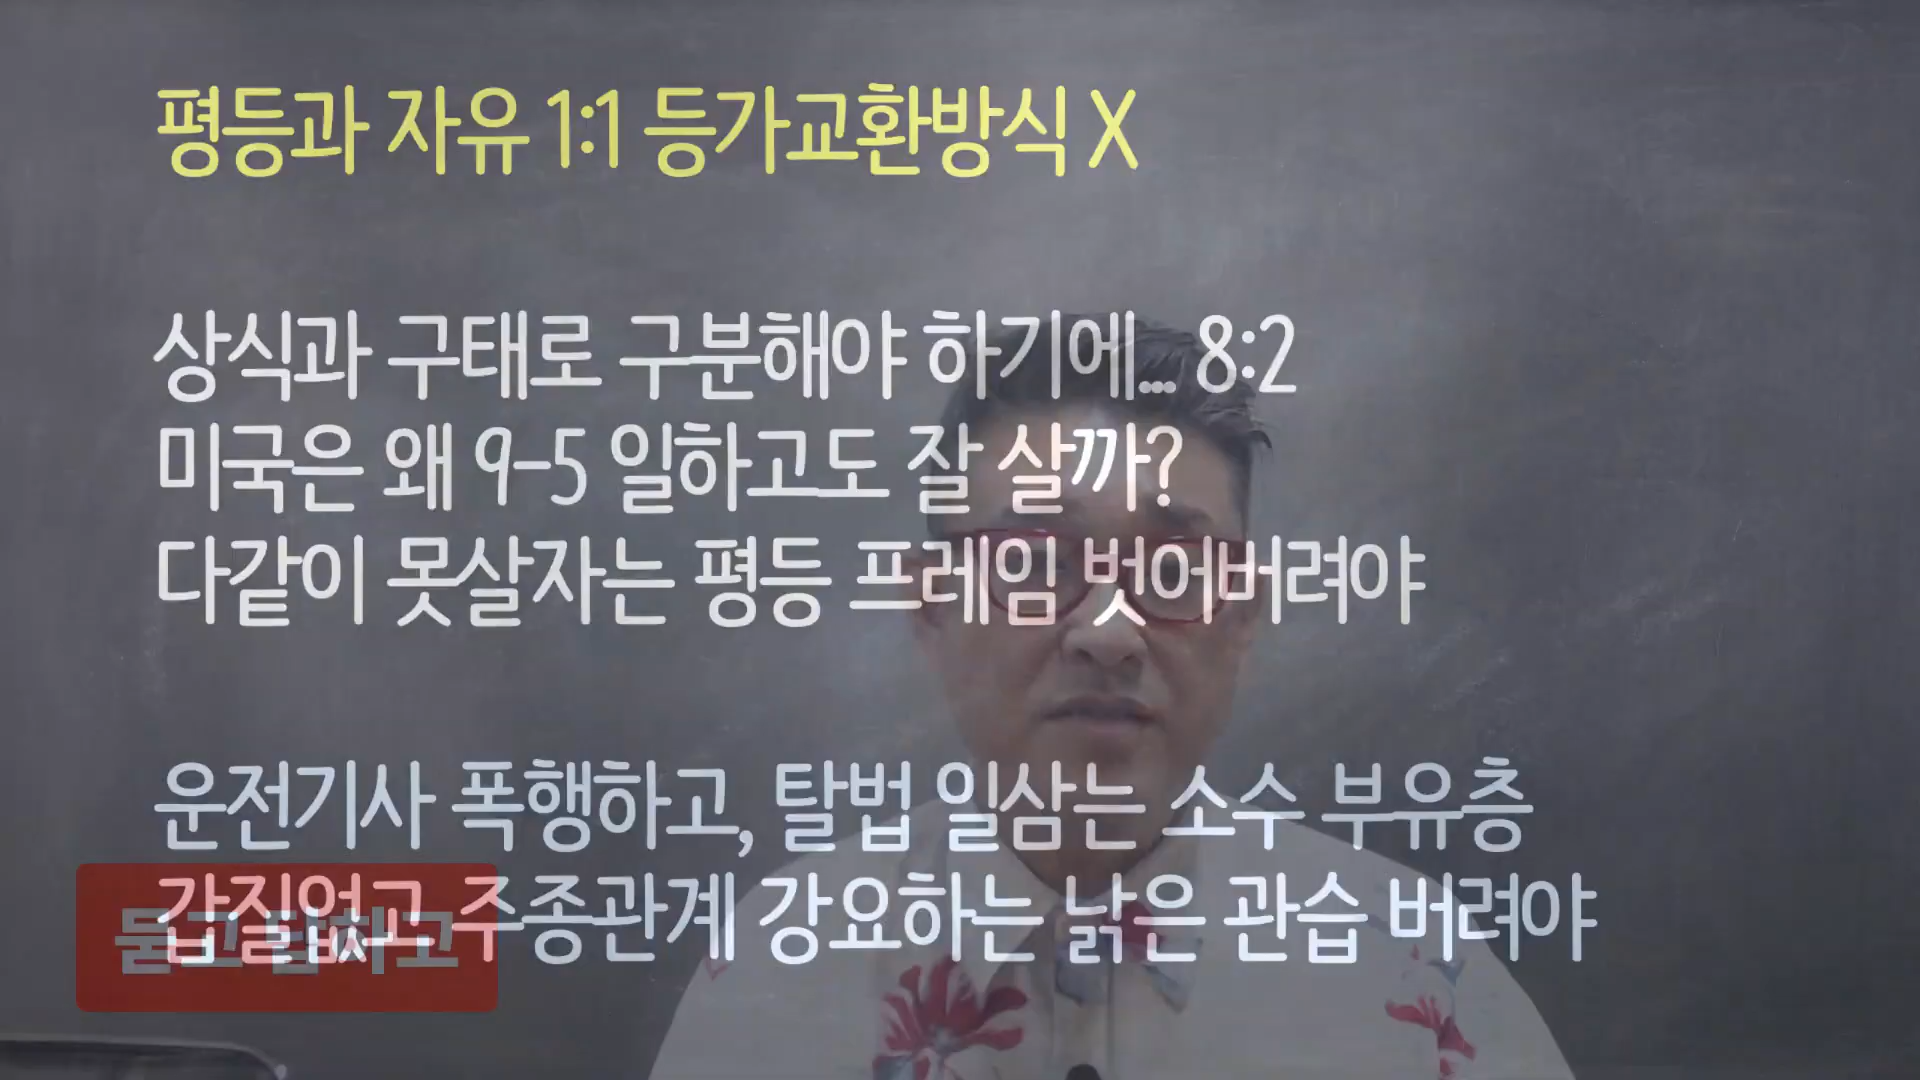 평등과 자유 1:1 등가교환방식 X
상식과 구태로 구분해야 하기에... 8:2
미국은 왜 9-5 일하고도 잘 살까?
다같이 못살자는 평등 프레임 벗어버려야
운전기사 폭행하고, 탈법 일삼는 소수 부유층
갑질없고 주종관계 강요하는 낡은 관습 버려야
묻고 답하고